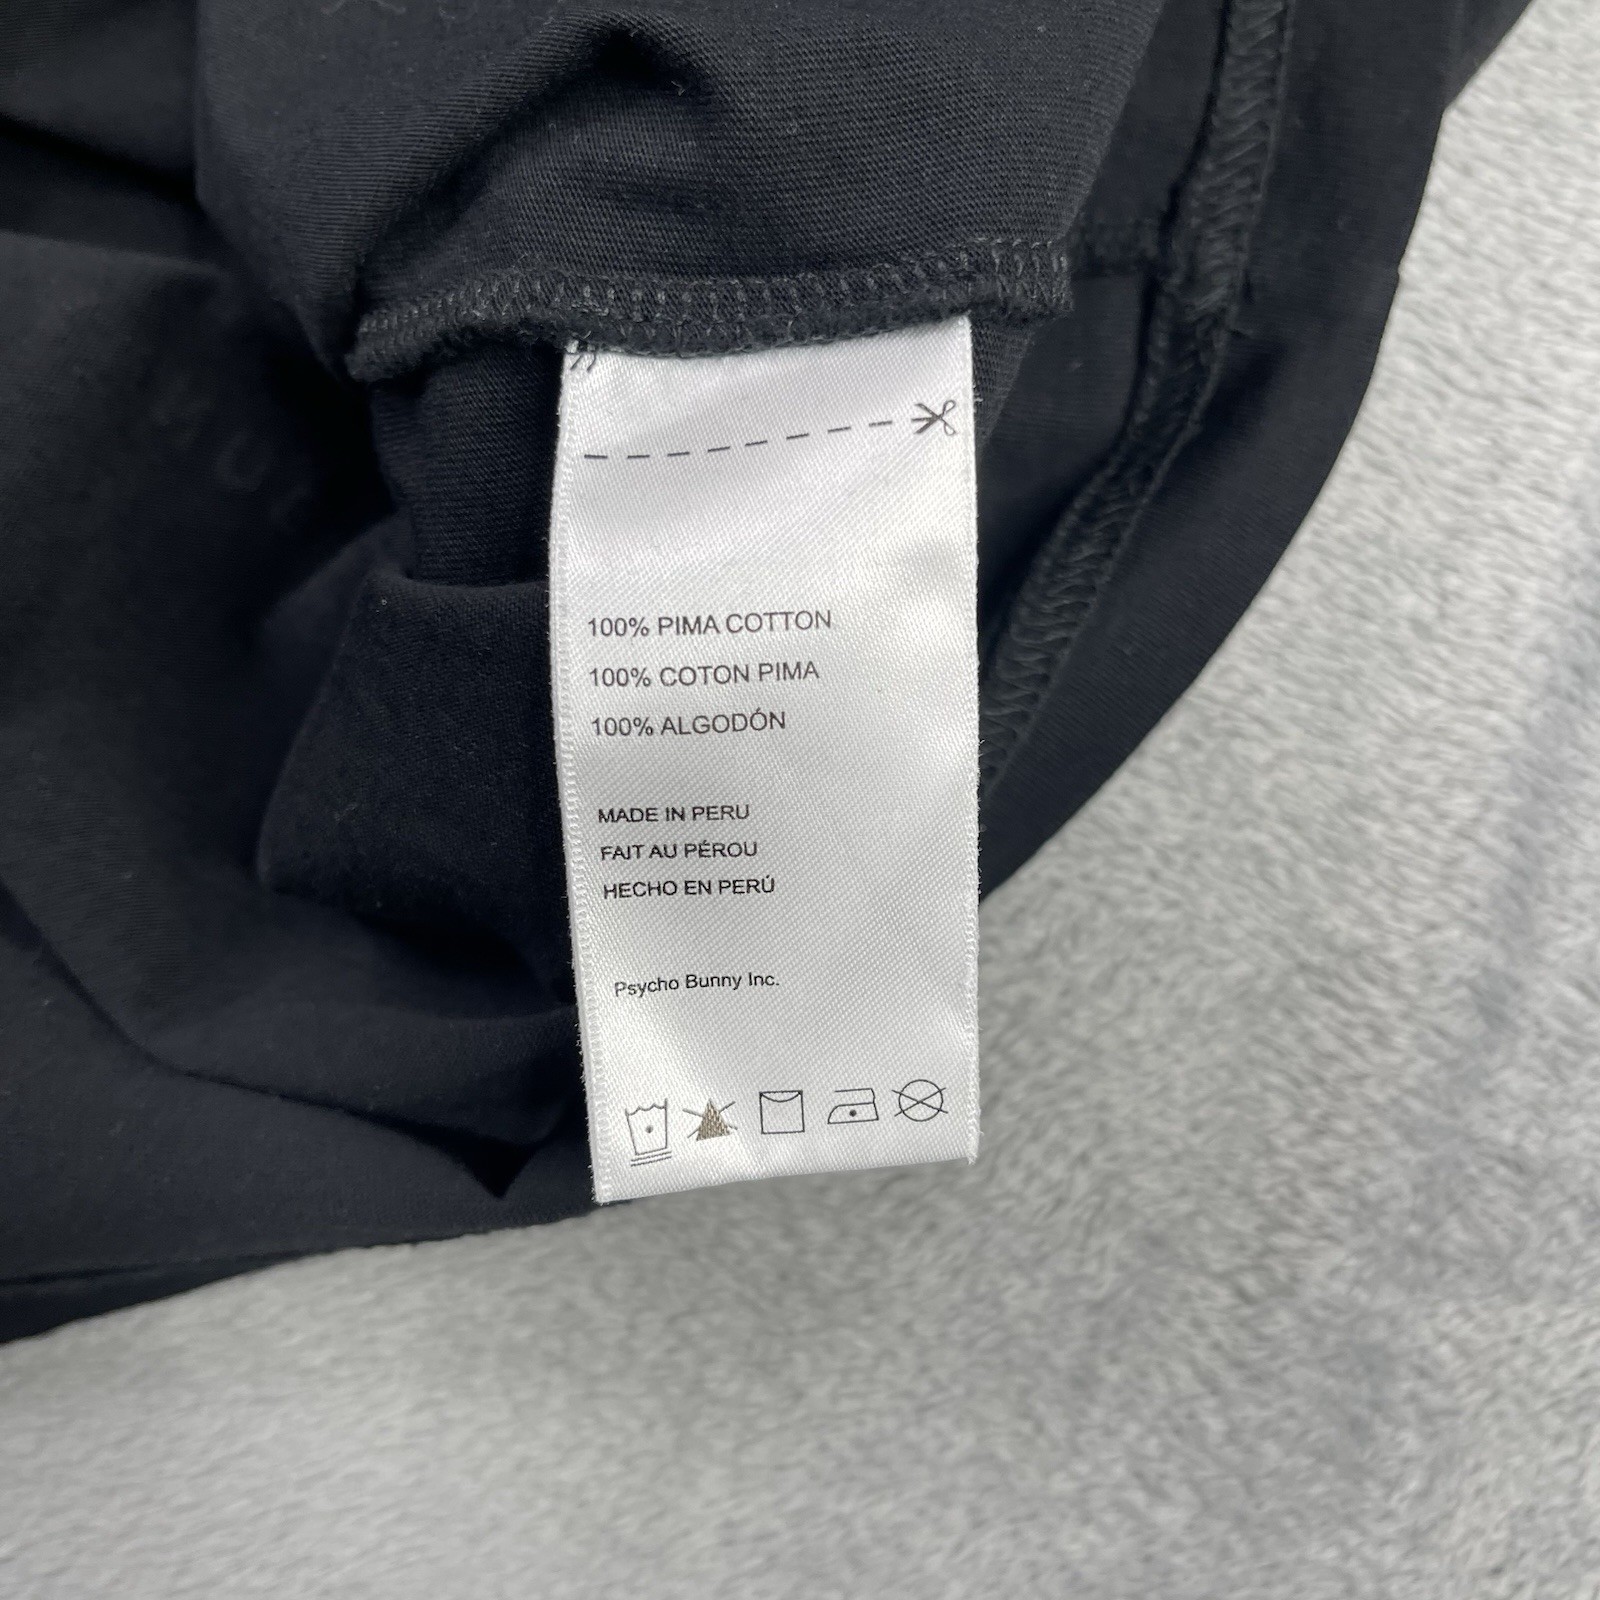 100% PIMA COTTON
100% COTON PIMA
100% ALGODÓN
MADE IN PERU
FAIT AU PÉROU
HECHO EN PERÚ
Psycho Bunny Inc.